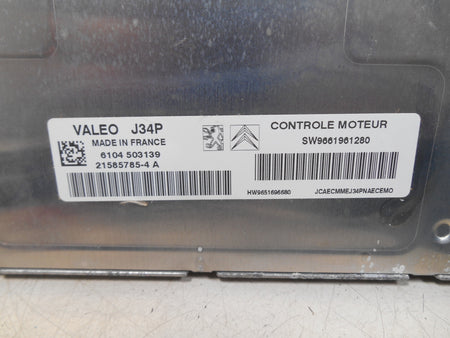 VALEO J34P
MADE IN FRANCE
6104 503139
21585785-4 A
CONTROLE MOTEUR
SW9661961280
HW9651696680
JCAECMMEJ34PNAECEMO